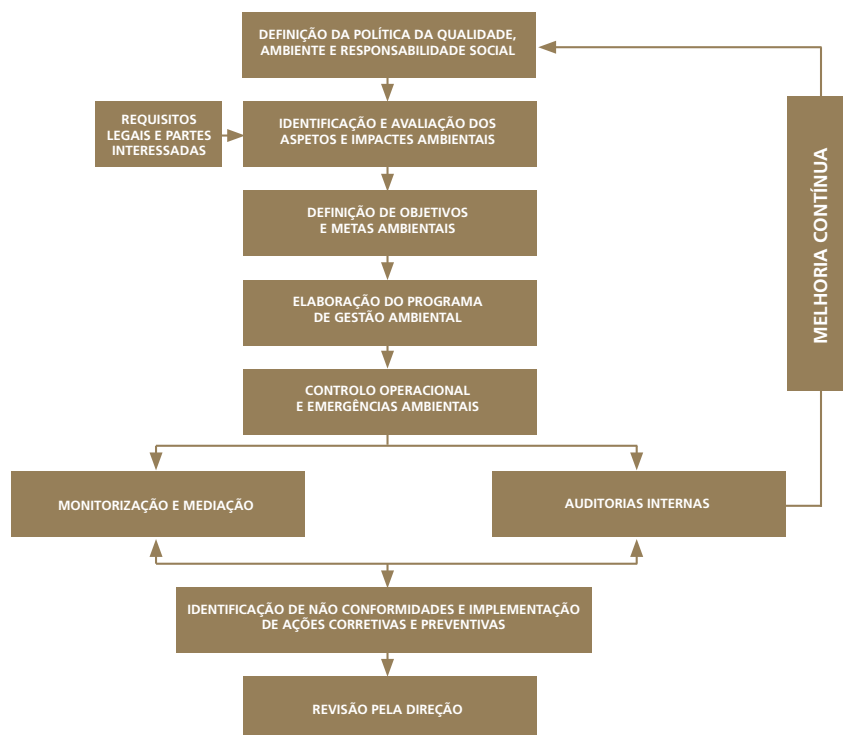 DEFINIÇÃO DA POLÍTICA DA QUALIDADE,
AMBIENTE E RESPONSABILIDADE SOCIAL
REQUISITOS
LEGAIS E PARTES
INTERESSADAS
IDENTIFICAÇÃO E AVALIAÇÃO DOS
ASPETOS E IMPACTES AMBIENTAIS
DEFINIÇÃO DE OBJETIVOS
E METAS AMBIENTAIS
ELABORAÇÃO DO PROGRAMA
DE GESTÃO AMBIENTAL
CONTROLO OPERACIONAL
E EMERGÊNCIAS AMBIENTAIS
MONITORIZAÇÃO E MEDIAÇÃO
AUDITORIAS INTERNAS
IDENTIFICAÇÃO DE NÃO CONFORMIDADES E IMPLEMENTAÇÃO
DE AÇÕES CORRETIVAS E PREVENTIVAS
REVISÃO PELA DIREÇÃO
MELHORIA CONTÍNUA